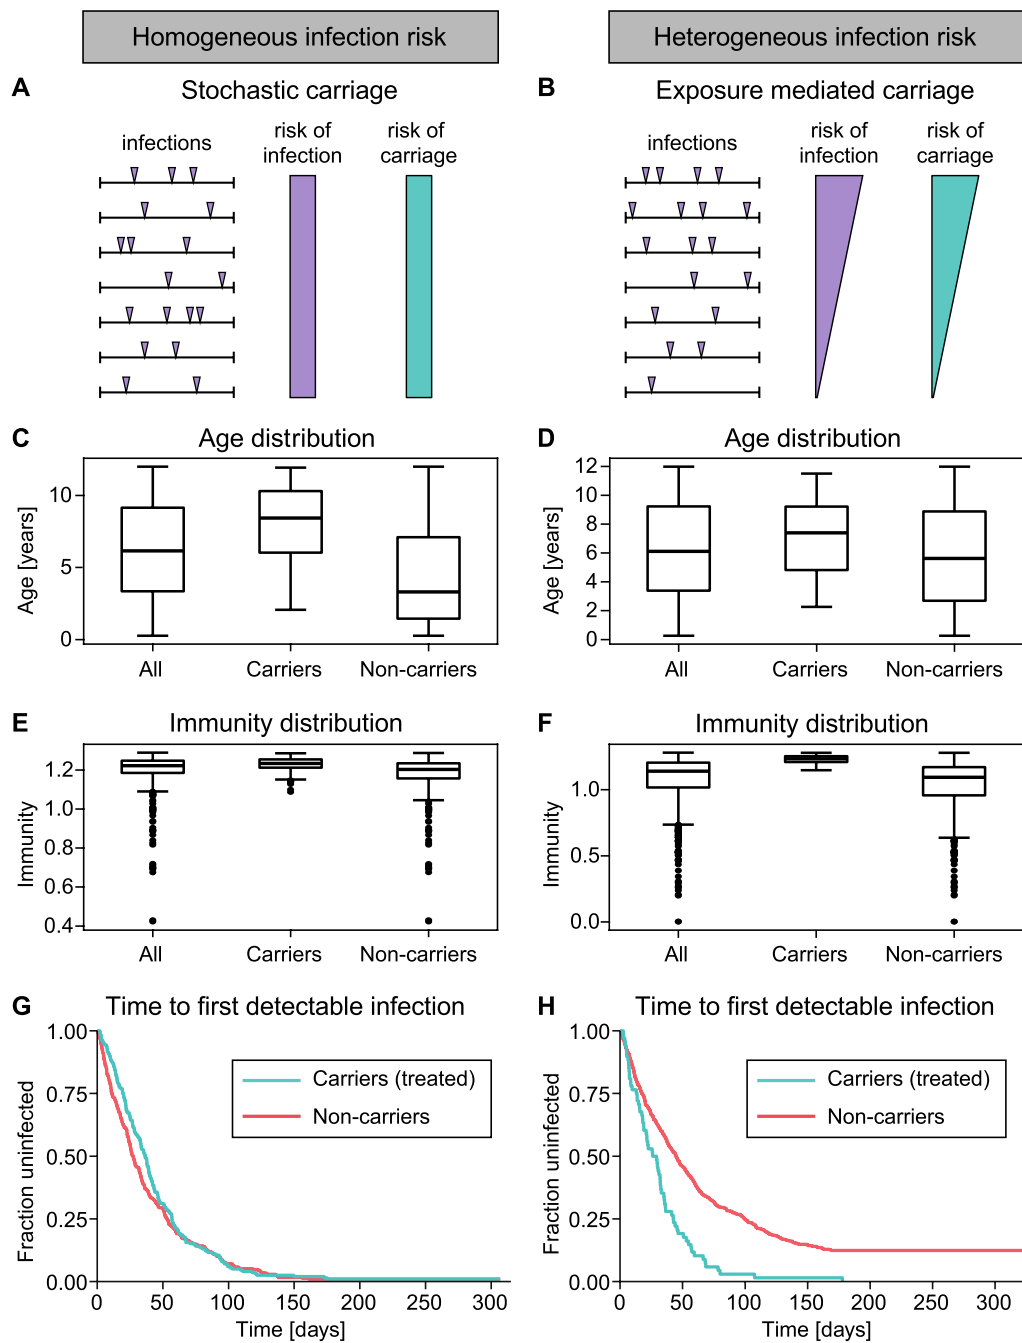 Homogeneous infection risk
Heterogeneous infection risk
A
Stochastic carriage
infections
risk of
infection
risk of
carriage
B
Exposure mediated carriage
infections
risk of
infection
risk of
carriage
C
Age distribution
Age [years]
10
5
0
All
Carriers
Non-carriers
D
Age distribution
Age [years]
12
10
8
6
4
2
0
All
Carriers
Non-carriers
E
Immunity distribution
Immunity
1.2
1.0
0.8
0.6
0.4
All
Carriers
Non-carriers
F
Immunity distribution
Immunity
1.0
0.5
0.0
All
Carriers
Non-carriers
G
Time to first detectable infection
Fraction uninfected
1.00
0.75
0.50
0.25
0.00
Carriers (treated)
Non-carriers
0 50 100 150 200 250 300
Time [days]
H
Time to first detectable infection
Fraction uninfected
1.00
0.75
0.50
0.25
0.00
Carriers (treated)
Non-carriers
0 50 100 150 200 250 300
Time [days]